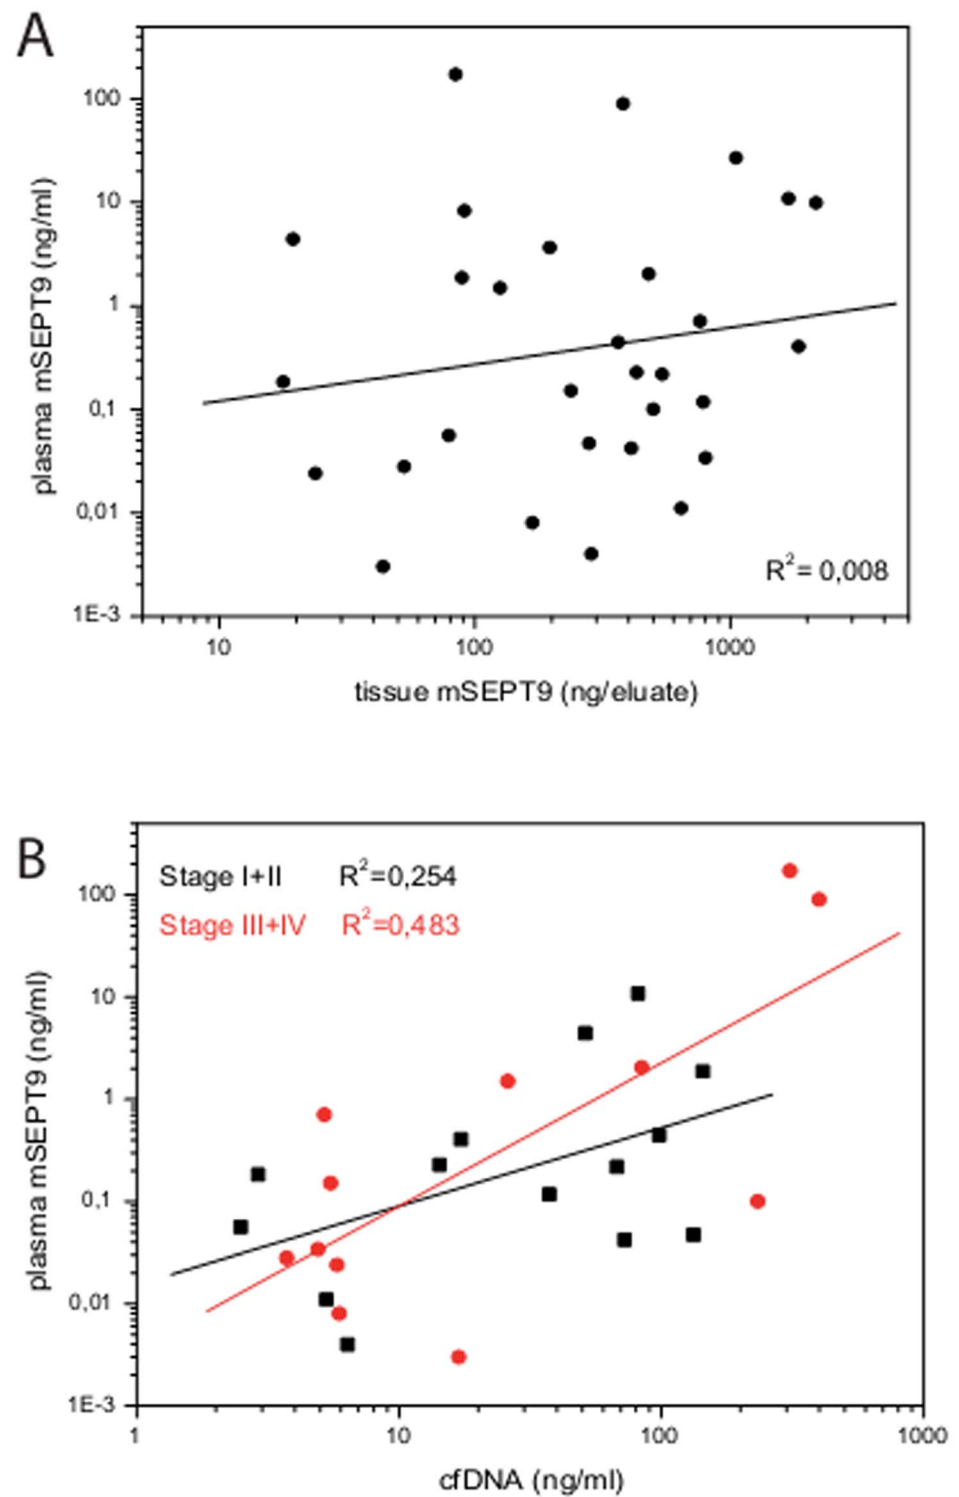 A
100
10
1
0,1
0,01
1E-3
plasma mSEPT9 (ng/ml)
R²= 0,008
10 100 1000
tissue mSEPT9 (ng/eluate)
B
Stage I+II R²=0,254
Stage III+IV R²=0,483
100
10
1
0,1
0,01
1E-3
plasma mSEPT9 (ng/ml)
1 10 100 1000
cfDNA (ng/ml)